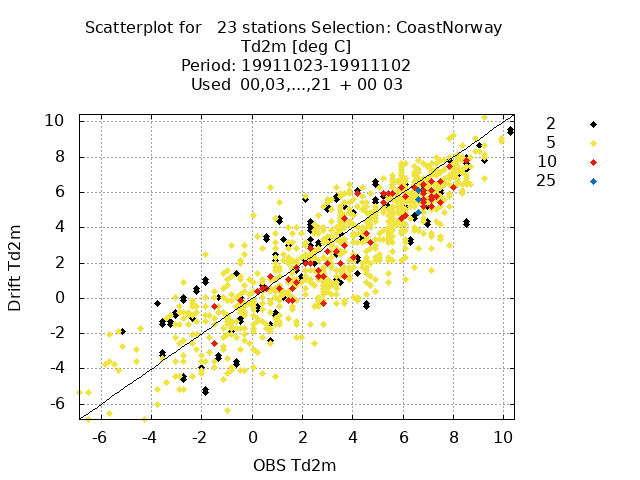 Scatterplot for   23 stations Selection: CoastNorway
Td2m [deg C]
Period: 19911023-19911102
Used  00,03,...,21  + 00 03
2
5
10
25
10
8
6
4
2
0
-2
-4
-6
Drift Td2m
-6 -4 -2 0 2 4 6 8 10
OBS Td2m